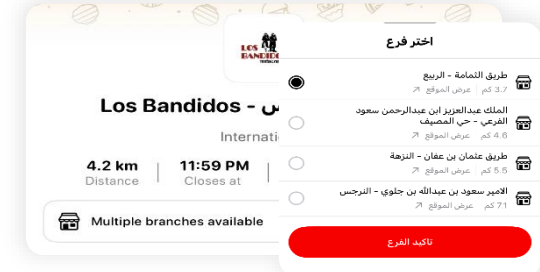 LOS
BANDIDOS
Los Bandidos - س
Internati
4.2 km
Distance
11:59 PM
Closes at
Multiple branches available
اختر فرع
طريق الثمامة - الربيع
3.7 كم | عرض الموقع
الملك عبدالعزيز ابن عبدالرحمن سعود
الفرعي - حي المصيف
4.6 كم | عرض الموقع
طريق عثمان بن عفان - النزهة
5.5 كم | عرض الموقع
الامير سعود بن عبدالله بن جلوي - النرجس
7.1 كم | عرض الموقع
تاكيد الفرع